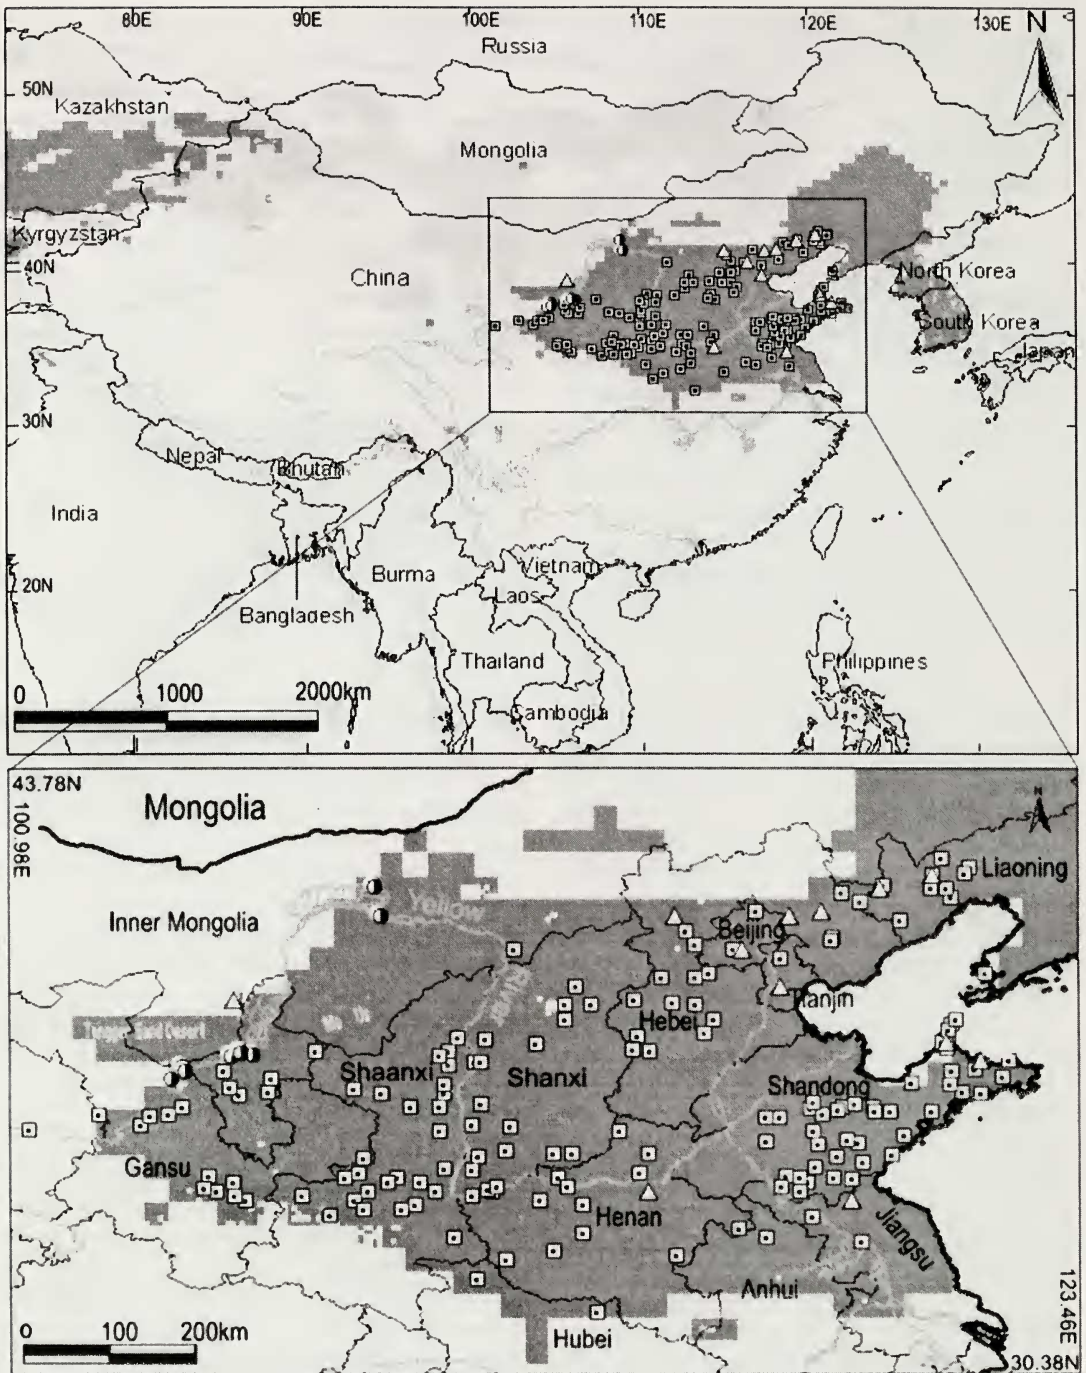 80E 90E 100E 110E 120E 130E N
Russia
50N
Kazakhstan
Mongolia
Kyrgyzstan
40N
China
North Korea
South Korea
Japan
30N
Nepal
Bhutan
India
Vietnam
Burma
20N
Laos
Bangladesh
Thailand
Philippines
0 1000 2000km
Cambodia
43.78N
100.98E
Mongolia
N
Liaoning
Inner Mongolia
Yellow
Beijing
River
Tianjin
Hebei
Shaanxi
Shanxi
Shandong
Gansu
Henan
Jiangsu
Anhui
123.46E
0 100 200km
Hubei
30.38N